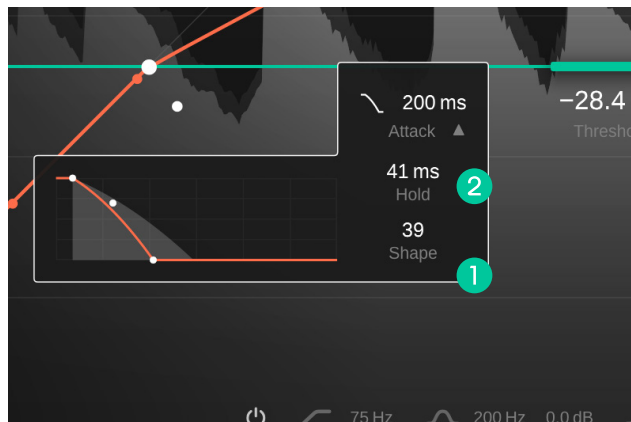 200 ms
Attack
−28.4
41 ms
Hold
2
39
Shape
1
75 Hz
200 Hz
0.0 dB